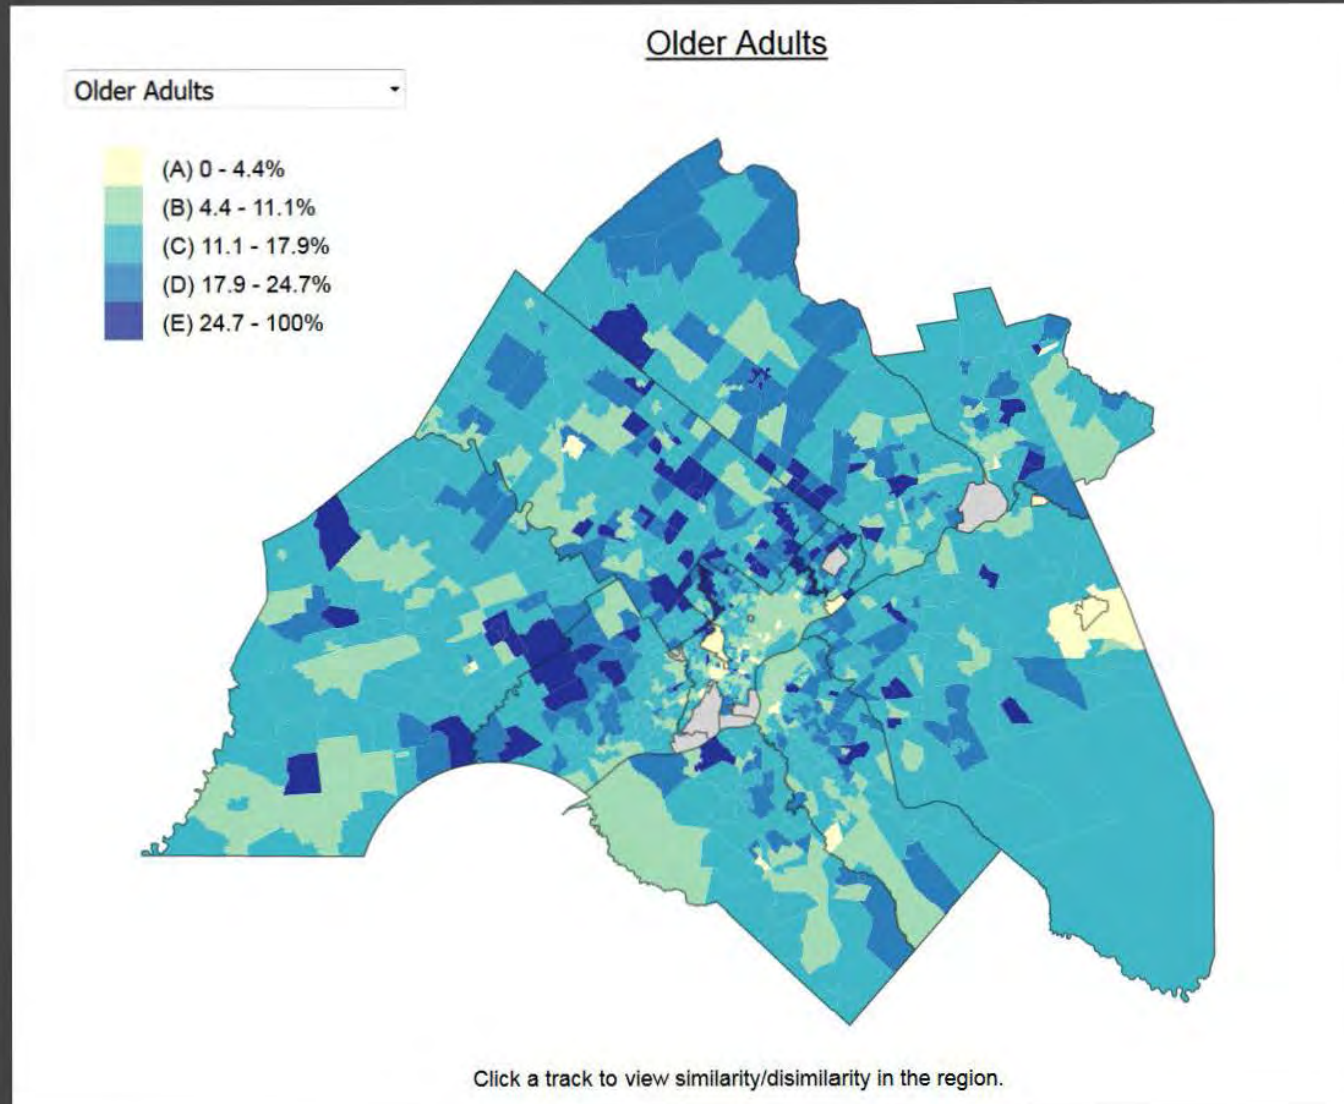 Older Adults
Older Adults
(A) 0 - 4.4%
(B) 4.4 - 11.1%
(C) 11.1 - 17.9%
(D) 17.9 - 24.7%
(E) 24.7 - 100%
Click a track to view similarity/disimilarity in the region.